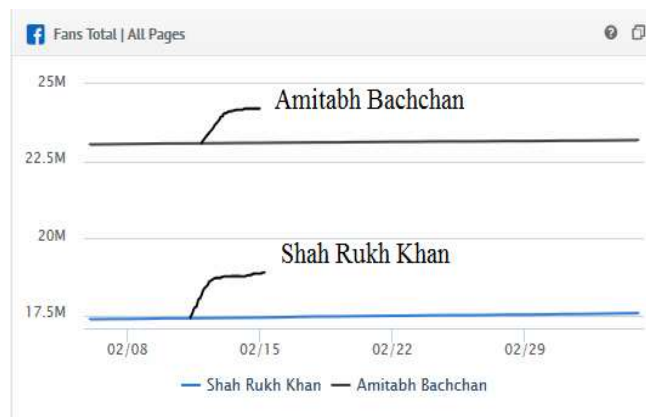 Fans Total | All Pages
25M
Amitabh Bachchan
22.5M
20M
Shah Rukh Khan
17.5M
02/08 02/15 02/22 02/29
Shah Rukh Khan Amitabh Bachchan